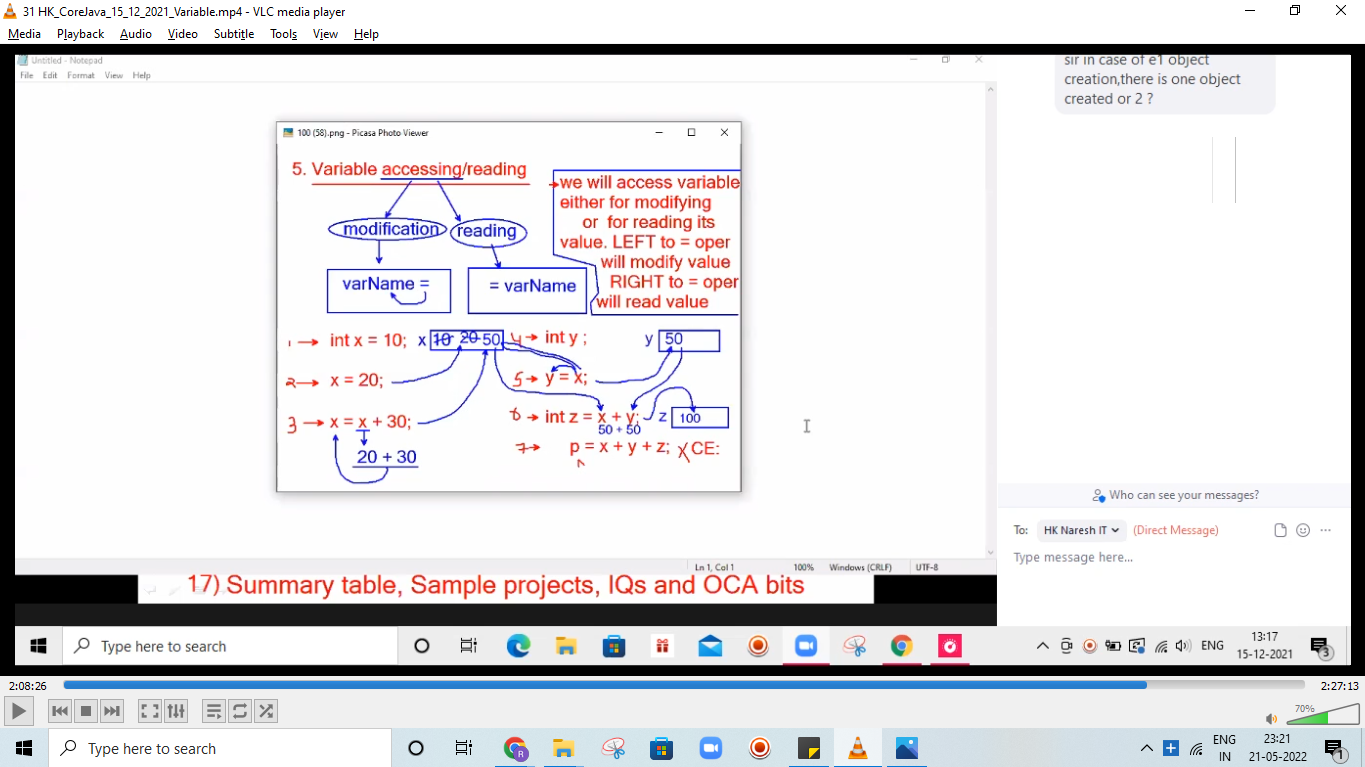 31 HK_CoreJava_15_12_2021_Variable.mp4 - VLC media player
Media Playback Audio Video Subtitle Tools View Help
Untitled - Notepad
File Edit Format View Help
sir in case of e1 object
creation,there is one object
created or 2 ?
100 (58).png - Picasa Photo Viewer
5. Variable accessing/reading
modification reading
varName = = varName
we will access variable
either for modifying
or for reading its
value. LEFT to = oper
will modify value
RIGHT to = oper
will read value
1 → int x = 10; x 10 20 50
2 → x = 20;
3 → x = x + 30;
20 + 30
4 → int y ; y 50
5 → y = x;
6 → int z = x + y; z 100
50 + 50
7 → p = x + y + z; X CE:
Who can see your messages?
To: HK Naresh IT (Direct Message)
Type message here...
Ln 1, Col 1 100% Windows (CRLF) UTF-8
17) Summary table, Sample projects, IQs and OCA bits
Type here to search ENG 13:17
15-12-2021 3
2:08:26 2:27:13
70%
Type here to search ENG 23:21
IN 21-05-2022 1